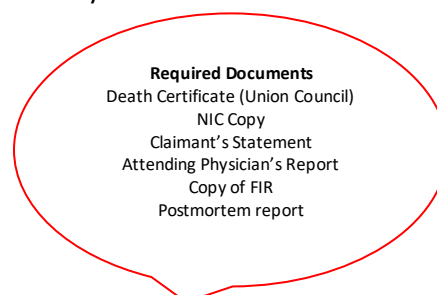 Required Documents
Death Certificate (Union Council)
NIC Copy
Claimant’s Statement
Attending Physician’s Report
Copy of FIR
Postmortem report